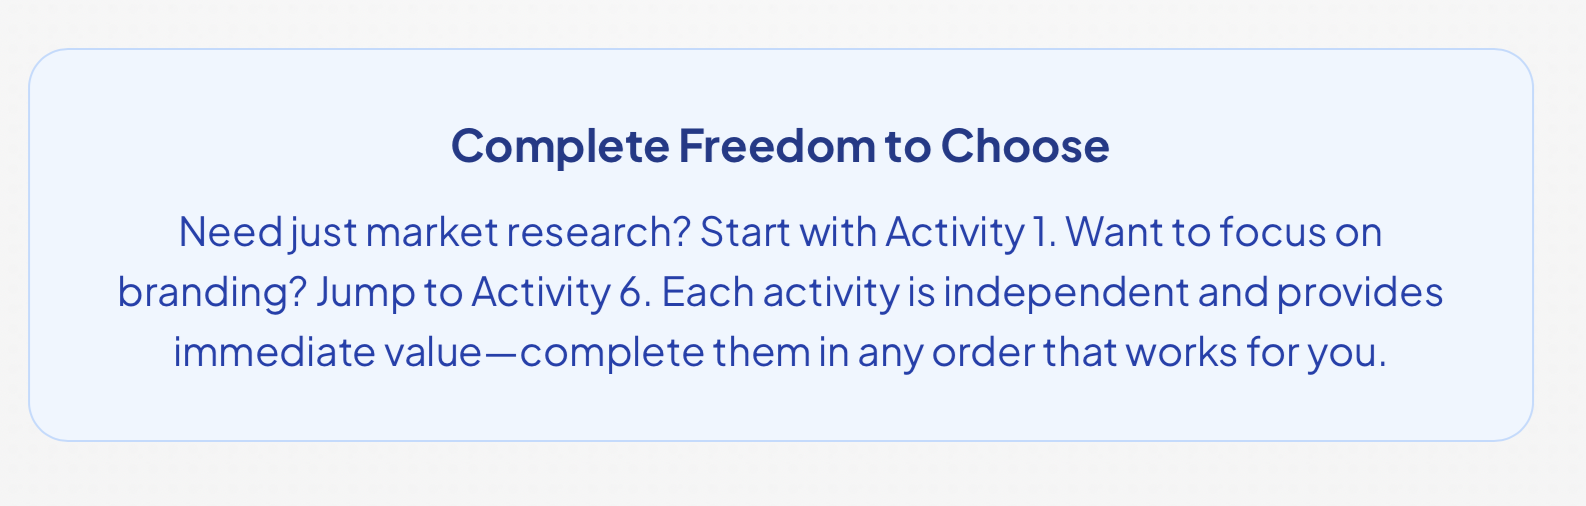 Complete Freedom to Choose
Need just market research? Start with Activity 1. Want to focus on
branding? Jump to Activity 6. Each activity is independent and provides
immediate value—complete them in any order that works for you.